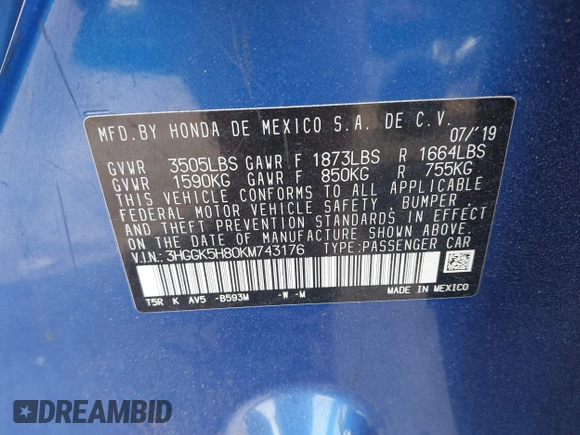 MFD.BY HONDA DE MEXICO S.A. DE C.V.
07/'19
GVWR 3505LBS GAWR F 1873LBS R 1664LBS
GVWR 1590KG GAWR F 850KG R 755KG
THIS VEHICLE CONFORMS TO ALL APPLICABLE
FEDERAL MOTOR VEHICLE SAFETY, BUMPER,
AND THEFT PREVENTION STANDARDS IN EFFECT
ON THE DATE OF MANUFACTURE SHOWN ABOVE.
V.I.N.: 3HGGK5H80KM743176 TYPE:PASSENGER CAR
T5R K AV5 -B593M -W -M MADE IN MEXICO
DREAMBID